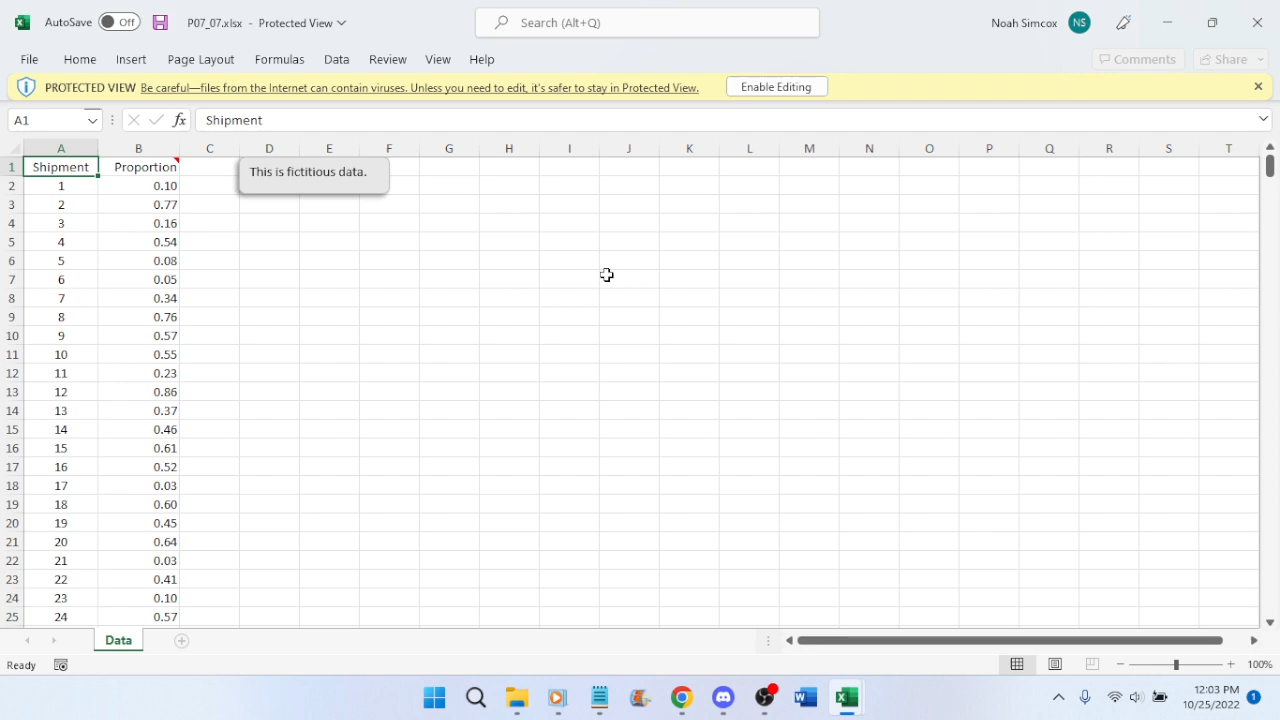 AutoSave Off P07_07.xlsx - Protected View Search (Alt+Q) Noah Simcox NS
File Home Insert Page Layout Formulas Data Review View Help Comments Share
PROTECTED VIEW Be careful—files from the Internet can contain viruses. Unless you need to edit, it's safer to stay in Protected View. Enable Editing
A1 fx Shipment
A B C D E F G H I J K L M N O P Q R S T
1 Shipment Proportion This is fictitious data.
2 1 0.10
3 2 0.77
4 3 0.16
5 4 0.54
6 5 0.08
7 6 0.05
8 7 0.34
9 8 0.76
10 9 0.57
11 10 0.55
12 11 0.23
13 12 0.86
14 13 0.37
15 14 0.46
16 15 0.61
17 16 0.52
18 17 0.03
19 18 0.60
20 19 0.45
21 20 0.64
22 21 0.03
23 22 0.41
24 23 0.10
25 24 0.57
Data
Ready 100%
12:03 PM
10/25/2022 1